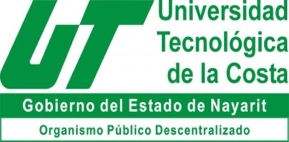 UT
Universidad
Tecnológica
de la Costa
Gobierno del Estado de Nayarit
Organismo Público Descentralizado